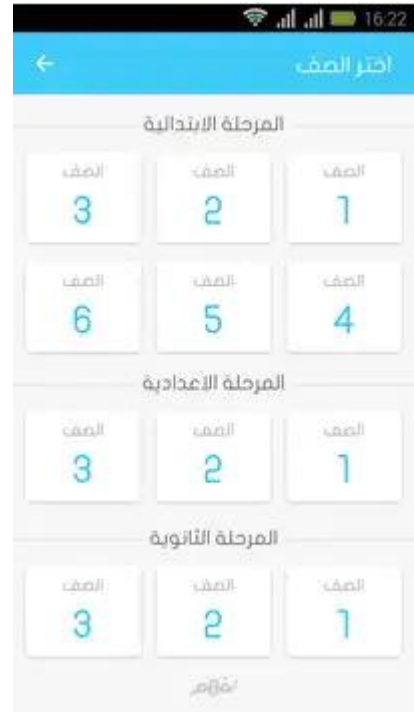 16:22
اختر الصف
المرحلة الابتدائية
الصف الصف الصف
1 2 3
الصف الصف الصف
4 5 6
المرحلة الاعدادية
الصف الصف الصف
1 2 3
المرحلة الثانوية
الصف الصف الصف
1 2 3
نفهم